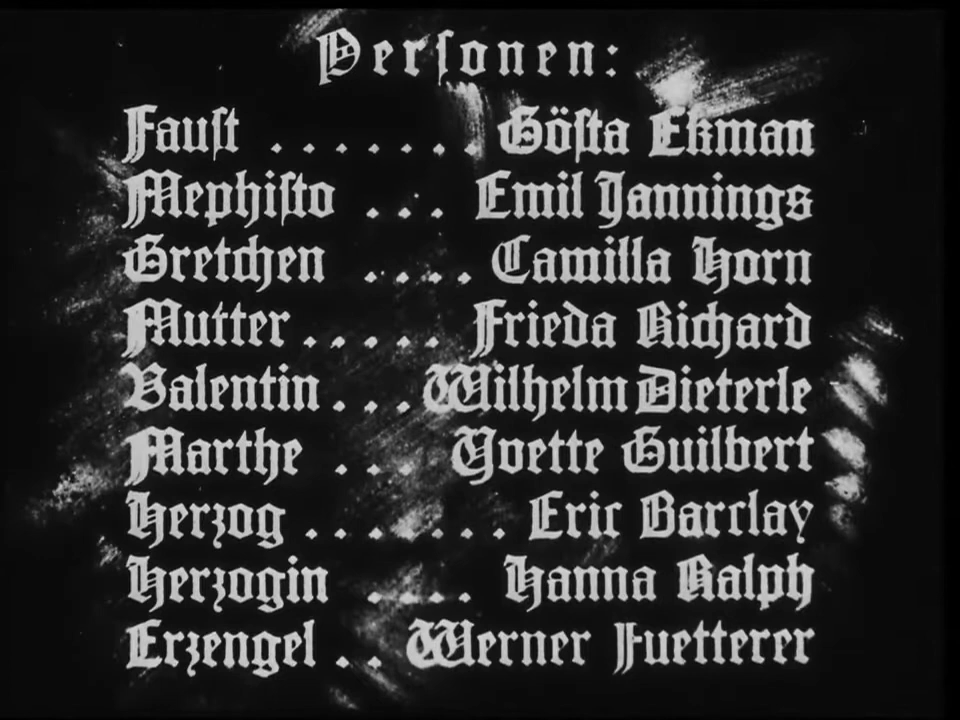 Perſonen:
Fauſt ....... Göſta Ekman
Mephiſto ... Emil Jannings
Gretchen .... Camilla Horn
Mutter ..... Frieda Richard
Valentin ... Wilhelm Dieterle
Marthe ... Yvette Guilbert
Herzog ....... Eric Barclay
Herzogin .... Hanna Ralph
Erzengel .. Werner Fuetterer